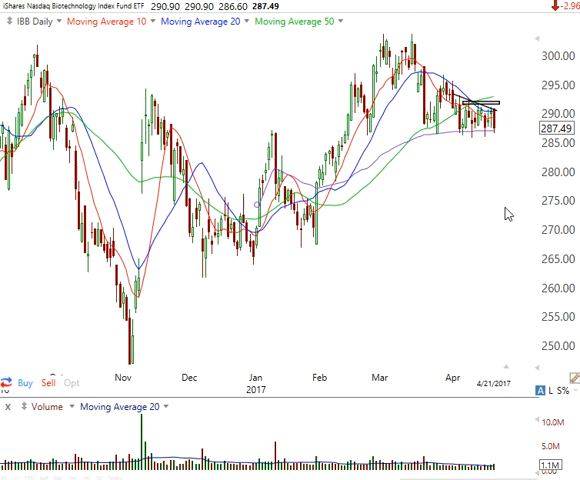 iShares Nasdaq Biotechnology Index Fund ETF 290.90 290.90 286.60 287.49 -2.96
IBB Daily Moving Average 10 Moving Average 20 Moving Average 50
300.00
295.00
290.00
287.49
285.00
280.00
275.00
270.00
265.00
260.00
255.00
250.00
Nov Dec Jan Feb Mar Apr 4/21/2017
2017
Buy Sell Opt
A L S%
X Volume Moving Average 20
10.0M
5.0M
1.1M